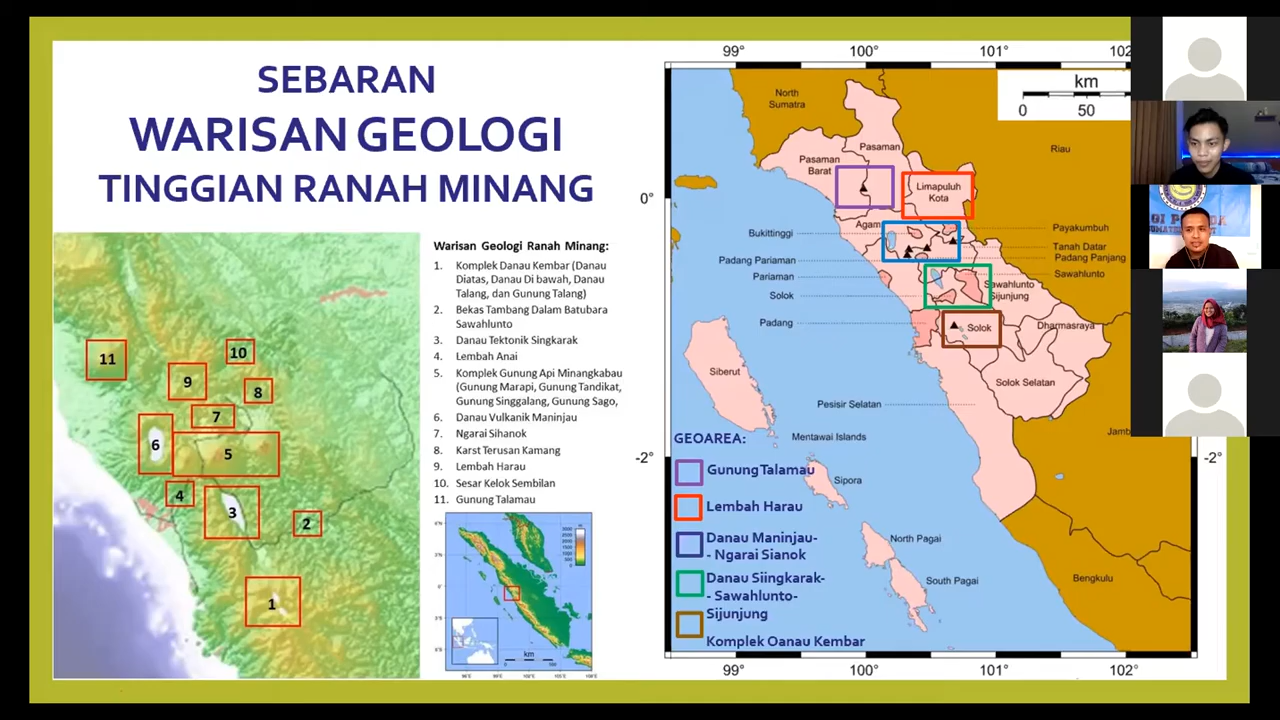 SEBARAN
WARISAN GEOLOGI
TINGGIAN RANAH MINANG
11
10
9
8
7
6
5
4
3
2
1
Warisan Geologi Ranah Minang:
1. Komplek Danau Kembar (Danau
Diatas, Danau Di bawah, Danau
Talang, dan Gunung Talang)
2. Bekas Tambang Dalam Batubara
Sawahlunto
3. Danau Tektonik Singkarak
4. Lembah Anai
5. Komplek Gunung Api Minangkabau
(Gunung Marapi, Gunung Tandikat,
Gunung Singgalang, Gunung Sago,
6. Danau Vulkanik Maninjau
7. Ngarai Sihanok
8. Karst Terusan Kamang
9. Lembah Harau
10. Sesar Kelok Sembilan
11. Gunung Talamau
km
99° 100° 101° 102
km
0 50
North
Sumatra
Pasaman
Pasaman
Barat
Riau
0°
Limapuluh
Kota
Agam
Bukittinggi
Payakumbuh
Tanah Datar
Padang Pariaman
Padang Panjang
Pariaman
Sawahlunto
Solok
Sawahlunto
Sijunjung
Padang
Solok
Dharmasraya
Siberut
Solok Selatan
Pesisir Selatan
Jamb
Mentawai Islands
-2°
-2°
Sipora
North Pagai
South Pagai
Bengkulu
GEOAREA:
Gunung Talamau
Lembah Harau
Danau Maninjau-
- Ngarai Sianok
Danau Siingkarak-
- Sawahlunto-
Sijunjung
Komplek Oanau Kembar
99° 100° 101° 102°